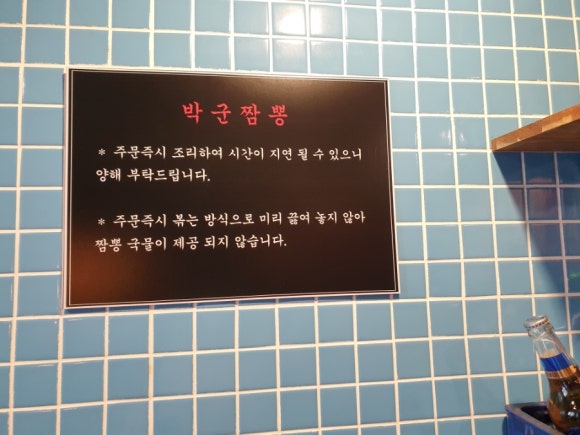 박군짬뽕
* 주문즉시 조리하여 시간이 지연 될 수 있으니
양해 부탁드립니다.
* 주문즉시 볶는 방식으로 미리 끓여 놓지 않아
짬뽕 국물이 제공 되지 않습니다.